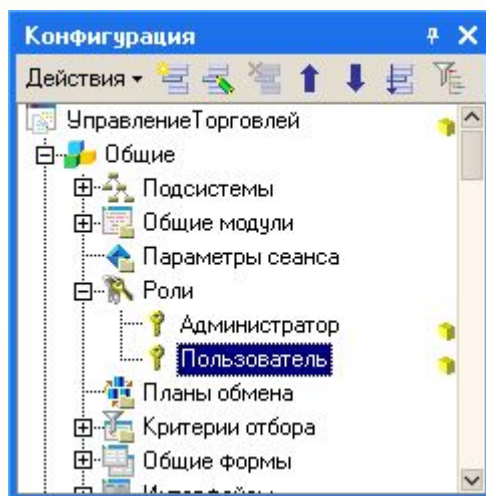 Конфигурация
Действия
УправлениеТорговлей
Общие
Подсистемы
Общие модули
Параметры сеанса
Роли
Администратор
Пользователь
Планы обмена
Критерии отбора
Общие формы